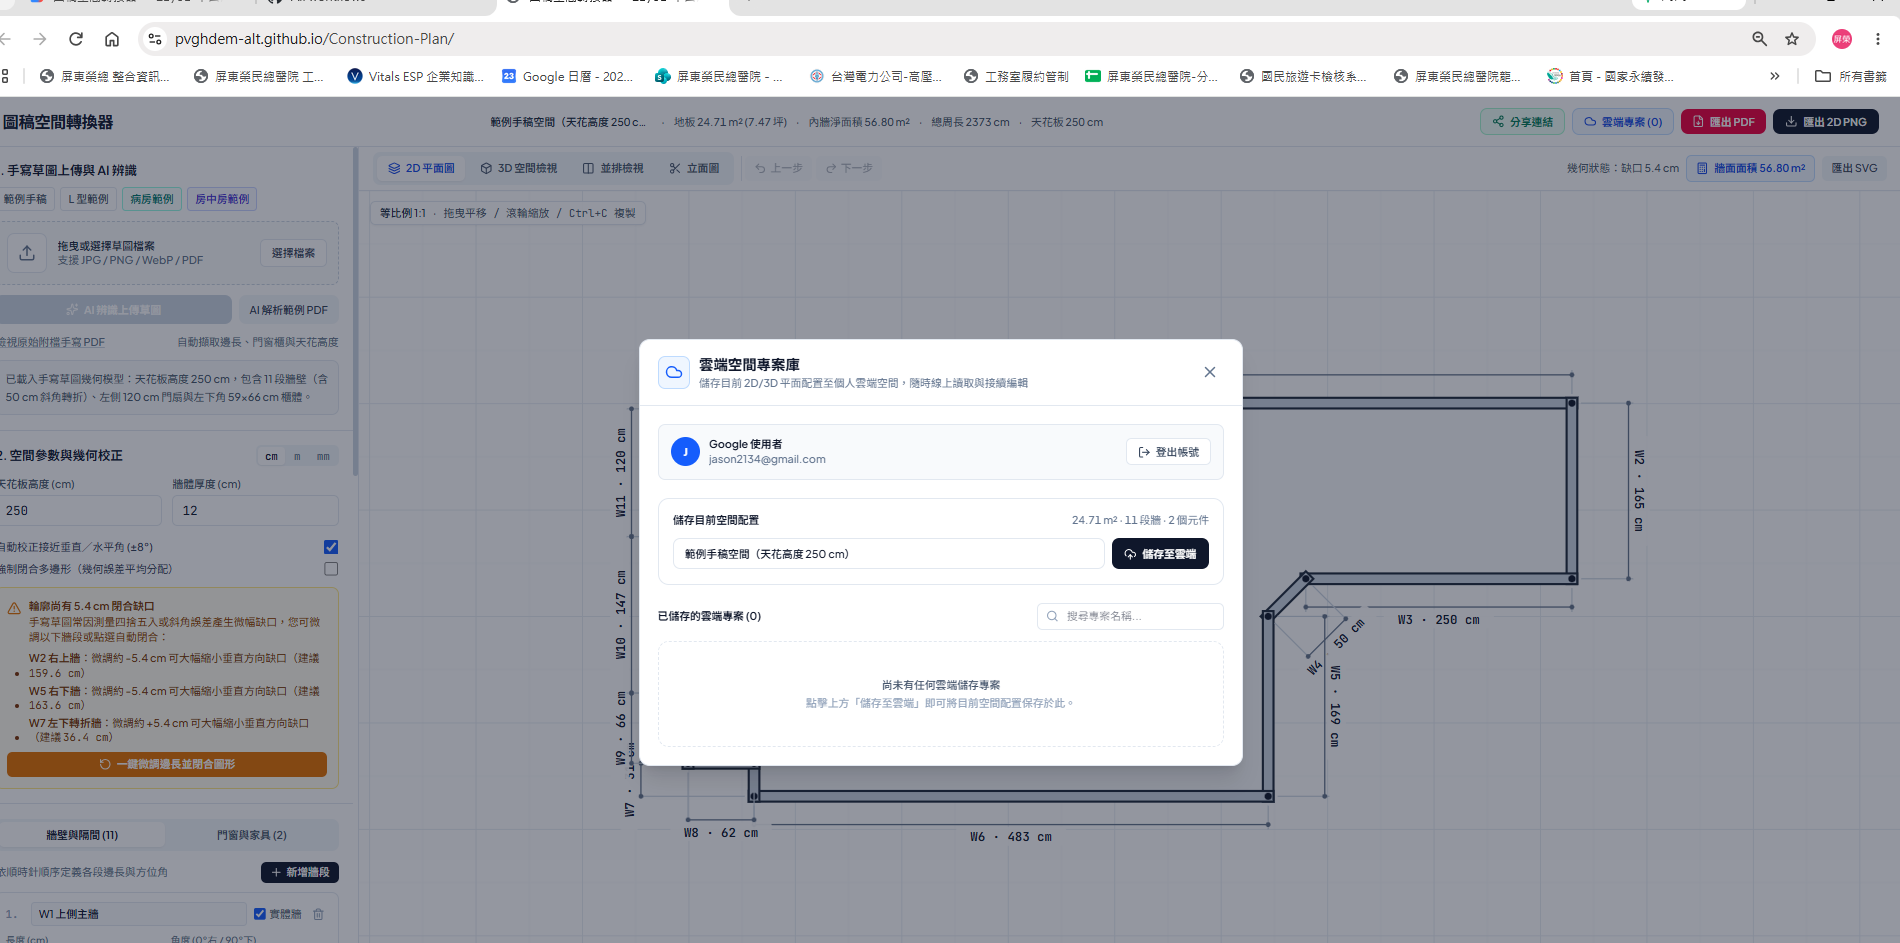 pvghdem-alt.github.io/Construction-Plan/
屏東榮總 整合資訊...
屏東榮民總醫院 工...
Vitals ESP 企業知識...
Google 日曆 - 202...
屏東榮民總醫院 - ...
台灣電力公司-高壓...
工務室履約管制
屏東榮民總醫院-分...
國民旅遊卡檢核系...
屏東榮民總醫院龍...
首頁 - 國家永續發...
所有書籤
圖稿空間轉換器
範例手稿空間（天花高度 250 c... · 地板 24.71 m² (7.47 坪) · 內牆淨面積 56.80 m² · 總周長 2373 cm · 天花板 250 cm
分享連結
雲端專案 (0)
匯出 PDF
匯出 2D PNG
. 手寫草圖上傳與 AI 辨識
範例手稿
L 型範例
病房範例
房中房範例
拖曳或選擇草圖檔案
支援 JPG / PNG / WebP / PDF
選擇檔案
AI 辨識上傳草圖
AI 解析範例 PDF
檢視原始附檔手寫 PDF
自動擷取邊長、門窗櫃與天花高度
已載入手寫草圖幾何模型：天花板高度 250 cm，包含 11 段牆壁（含
50 cm 斜角轉折）、左側 120 cm 門扇與左下角 59×66 cm 櫃體。
2. 空間參數與幾何校正
cm
m
mm
天花板高度 (cm)
牆體厚度 (cm)
250
12
自動校正接近垂直／水平角 (±8°)
強制閉合多邊形（幾何誤差平均分配）
輪廓尚有 5.4 cm 閉合缺口
手寫草圖常因測量四捨五入或斜角誤差產生微幅缺口，您可微
調以下牆段或點選自動閉合：
W2 右上牆：微調約 -5.4 cm 可大幅縮小垂直方向缺口（建議
159.6 cm）
W5 右下牆：微調約 -5.4 cm 可大幅縮小垂直方向缺口（建議
163.6 cm）
W7 左下轉折牆：微調約 +5.4 cm 可大幅縮小垂直方向缺口
（建議 36.4 cm）
一鍵微調邊長並閉合圖形
牆壁與隔間 (11)
門窗與家具 (2)
依順時針順序定義各段邊長與方位角
新增牆段
1.
W1 上側主牆
實體牆
長度 (cm)
角度 (0°右 / 90°下)
2D 平面圖
3D 空間檢視
並排檢視
立面圖
上一步
下一步
幾何狀態：缺口 5.4 cm
牆面面積 56.80 m²
匯出 SVG
等比例 1:1 · 拖曳平移 / 滾輪縮放 / Ctrl+C 複製
雲端空間專案庫
儲存目前 2D/3D 平面配置至個人雲端空間，隨時線上讀取與接續編輯
J
Google 使用者
jason2134@gmail.com
登出帳號
儲存目前空間配置
24.71 m² · 11 段牆 · 2 個元件
範例手稿空間（天花高度 250 cm）
儲存至雲端
已儲存的雲端專案 (0)
搜尋專案名稱...
尚未有任何雲端儲存專案
點擊上方「儲存至雲端」即可將目前空間配置保存於此。
W11 · 120 cm
W10 · 147 cm
W9 · 66 cm
W8 · 62 cm
W6 · 483 cm
W5 · 169 cm
W4 · 50 cm
W3 · 250 cm
W2 · 165 cm